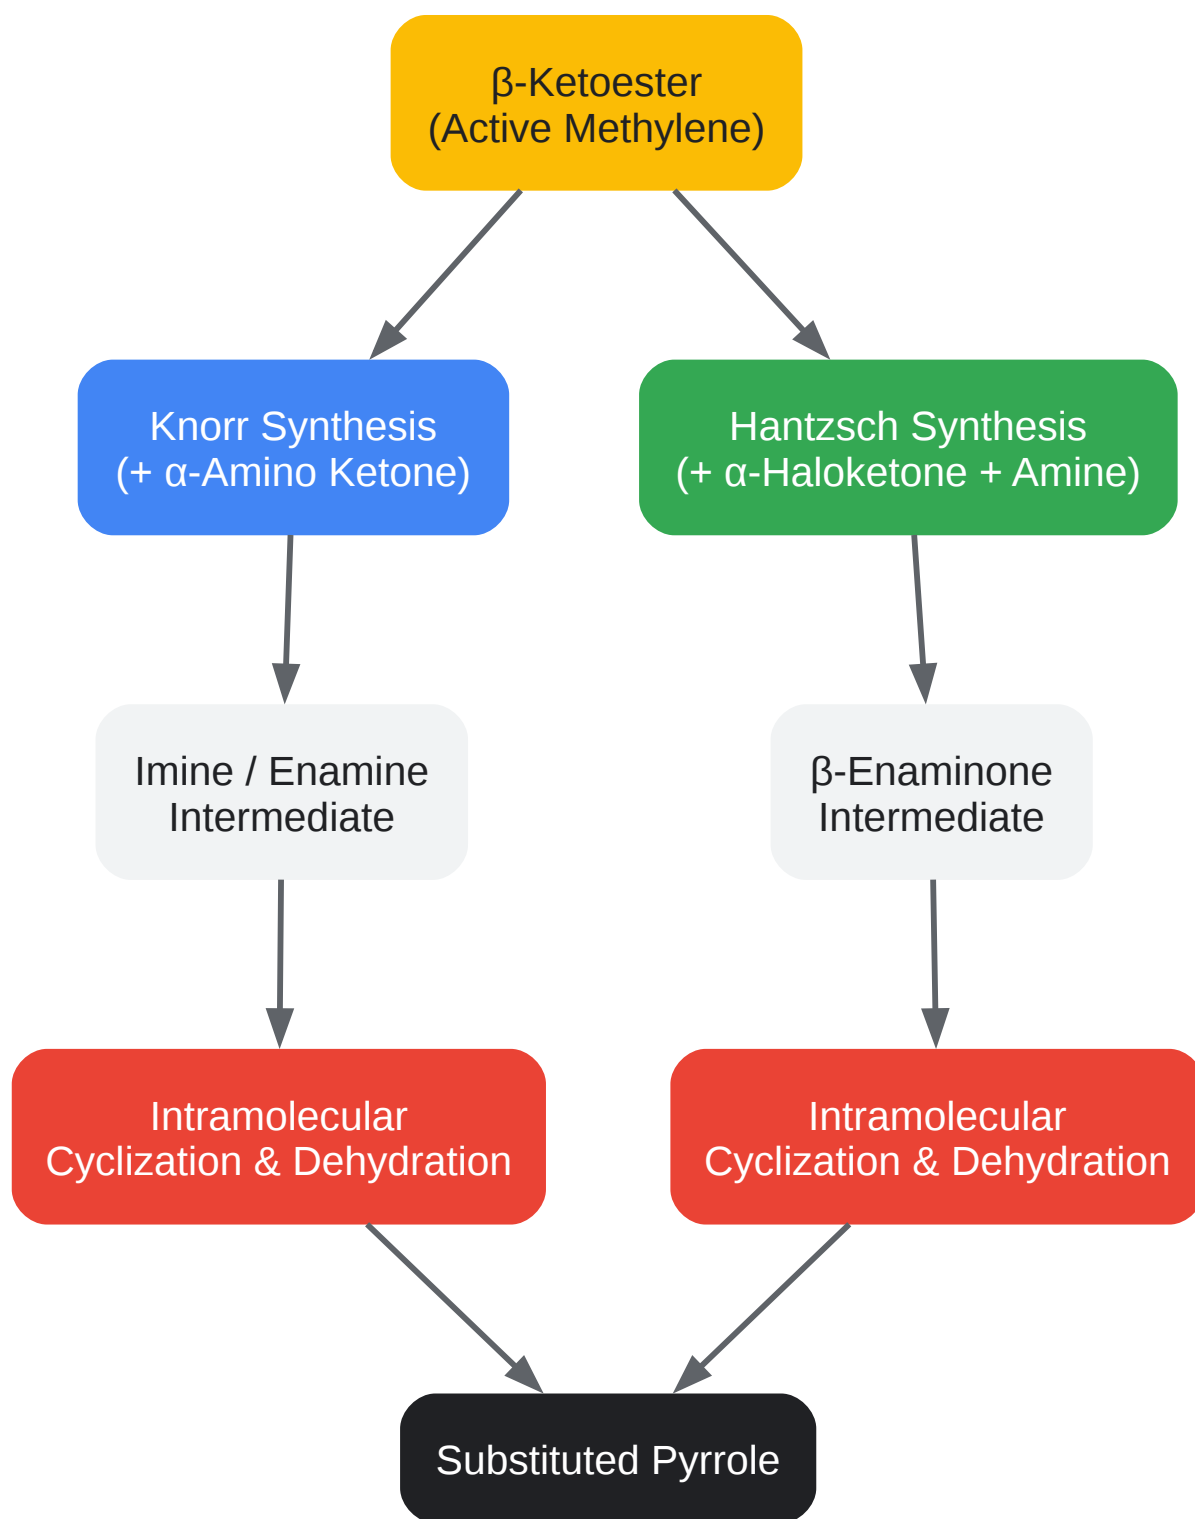 β-Ketoester
(Active Methylene)
Knorr Synthesis
(+ α-Amino Ketone)
Hantzsch Synthesis
(+ α-Haloketone + Amine)
Imine / Enamine
Intermediate
β-Enaminone
Intermediate
Intramolecular
Cyclization & Dehydration
Intramolecular
Cyclization & Dehydration
Substituted Pyrrole